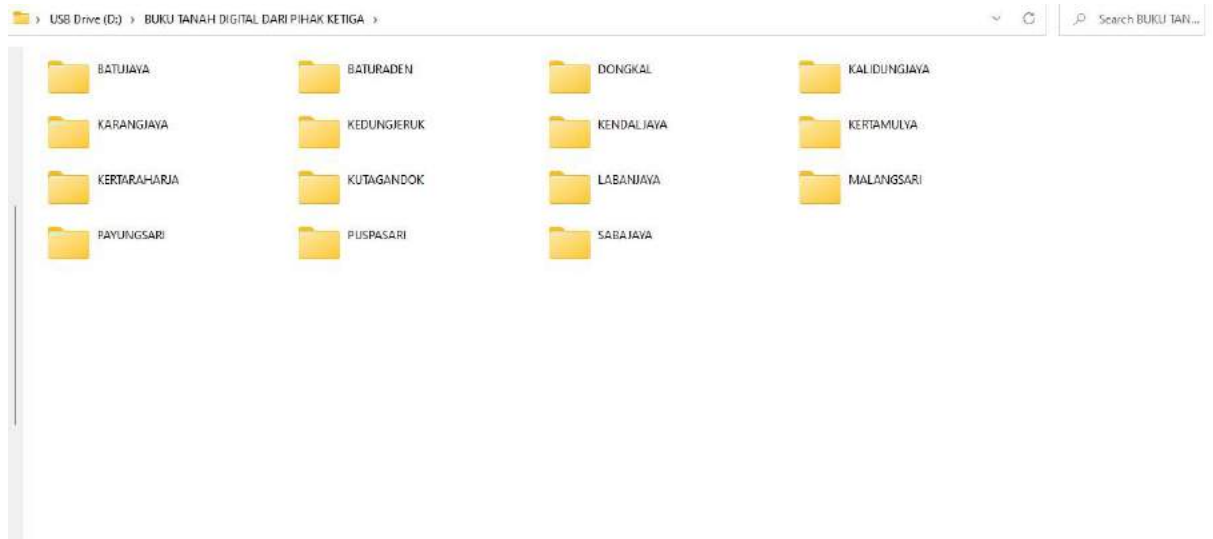 USB Drive (D:) > BUKU TANAH DIGITAL DARI PIHAK KETIGA >
Search BUKU TAN...
BATUJAYA BATURADEN DONGKAL KALIDUNGJAYA
KARANGJAYA KEDUNGJERUK KENDALJAYA KERTAMULYA
KERTARAHARJA KUTAGANDOK LABANJAYA MALANGSARI
PAYUNGSARI PUSPASARI SABAJAYA